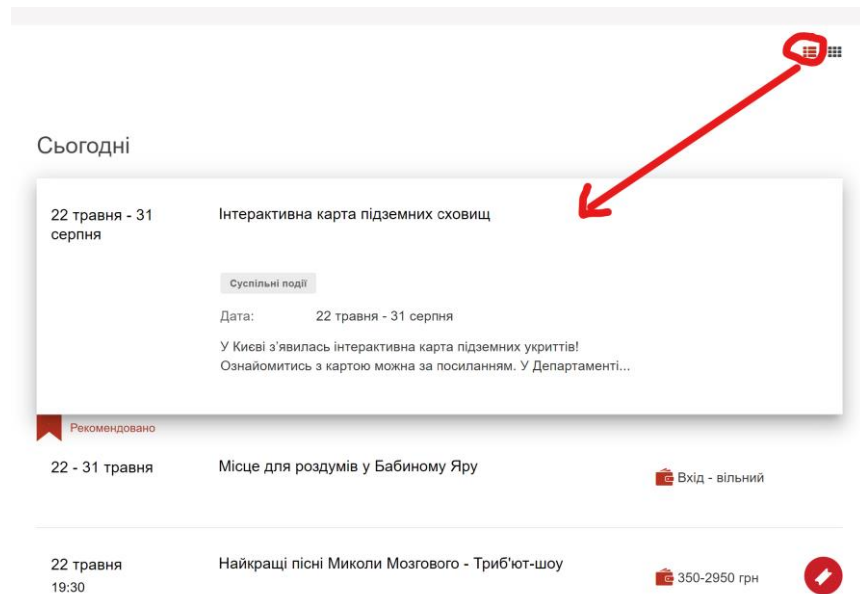 Сьогодні
22 травня - 31
серпня
Інтерактивна карта підземних сховищ
Суспільні події
Дата: 22 травня - 31 серпня
У Києві з’явилась інтерактивна карта підземних укриттів!
Ознайомитись з картою можна за посиланням. У Департаменті...
Рекомендовано
22 - 31 травня
Місце для роздумів у Бабиному Яру
Вхід - вільний
22 травня
19:30
Найкращі пісні Миколи Мозгового - Триб'ют-шоу
350-2950 грн